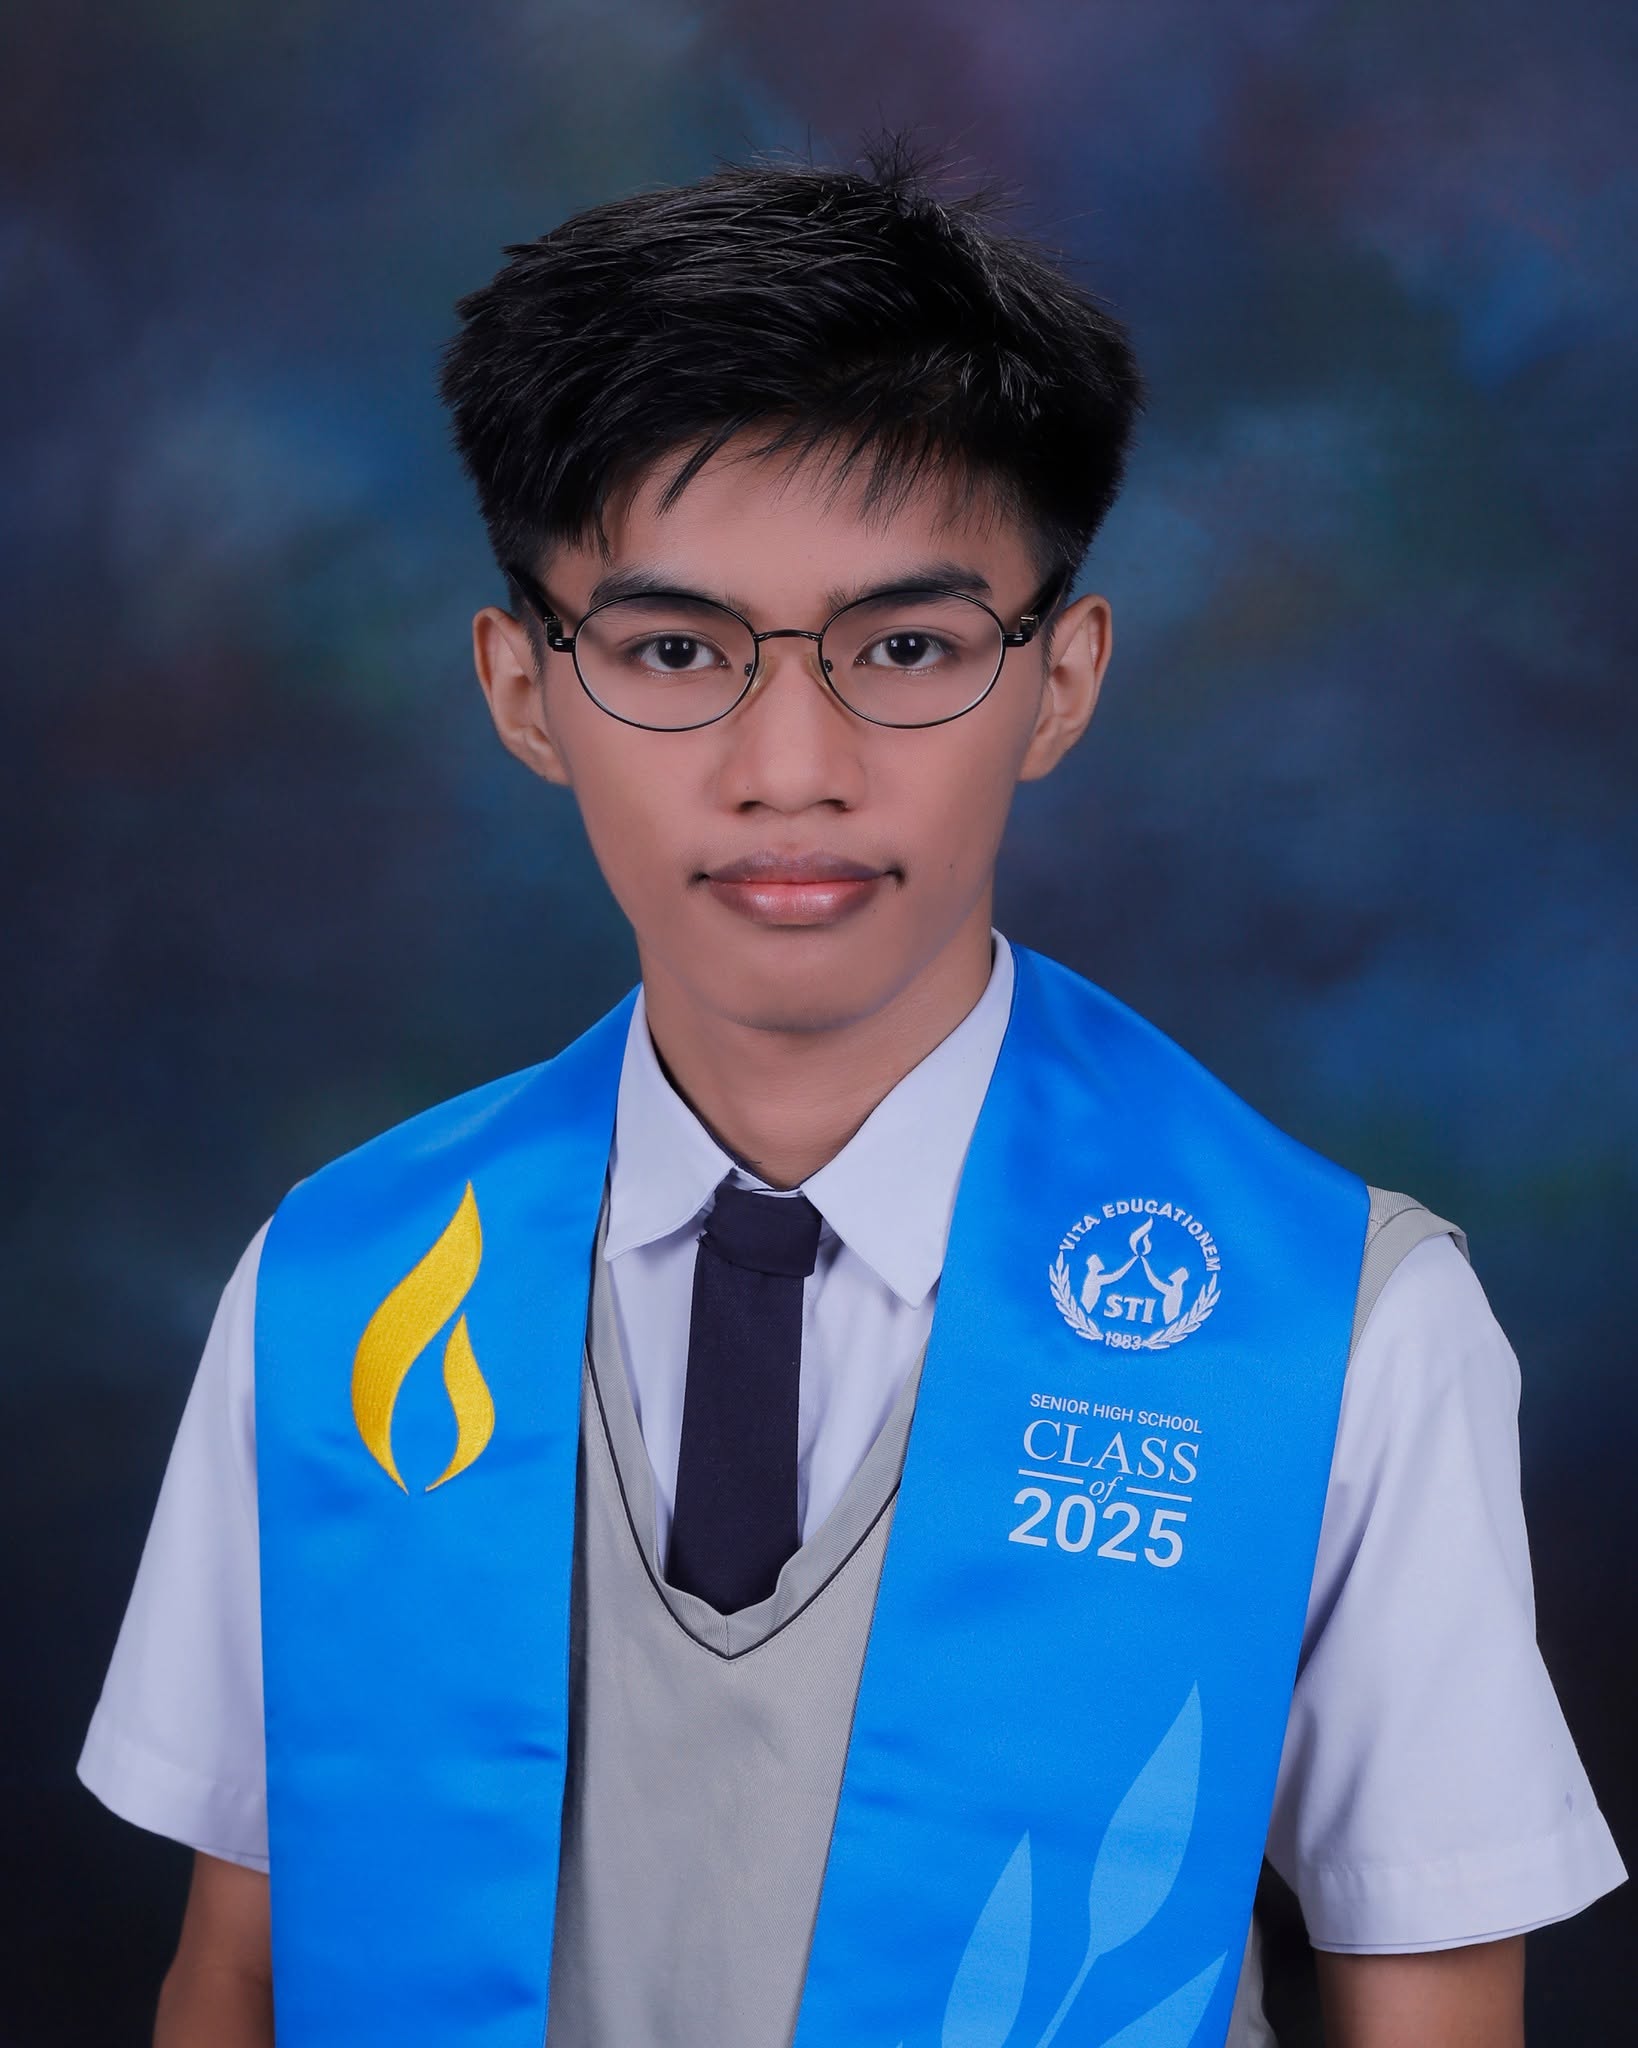 VITA EDUCATIONEM
STI
1983
SENIOR HIGH SCHOOL
CLASS
of
2025